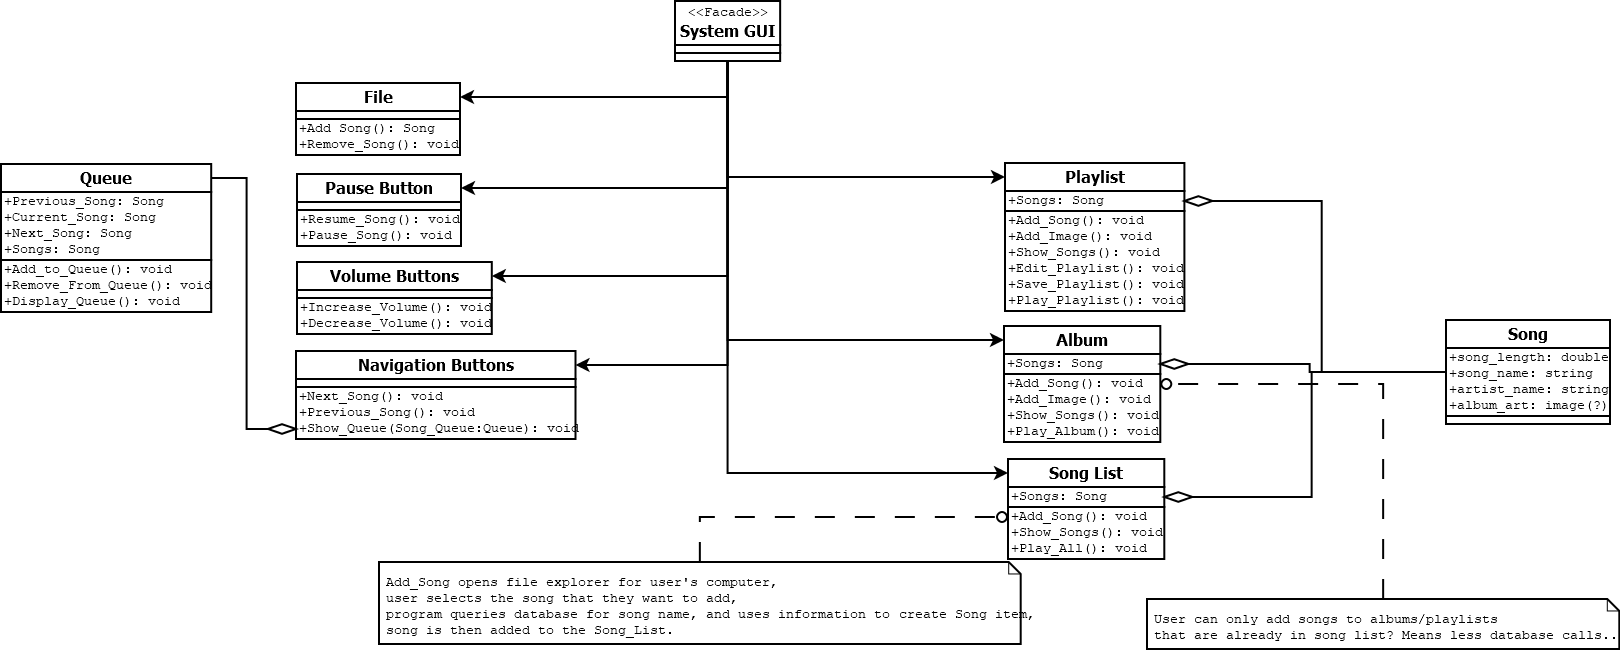 <<Facade>>
System GUI
File
+Add Song(): Song
+Remove_Song(): void
Pause Button
+Resume_Song(): void
+Pause_Song(): void
Volume Buttons
+Increase_Volume(): void
+Decrease_Volume(): void
Navigation Buttons
+Next_Song(): void
+Previous_Song(): void
+Show_Queue(Song_Queue:Queue): void
Queue
+Previous_Song: Song
+Current_Song: Song
+Next_Song: Song
+Songs: Song
+Add_to_Queue(): void
+Remove_From_Queue(): void
+Display_Queue(): void
Playlist
+Songs: Song
+Add_Song(): void
+Add_Image(): void
+Show_Songs(): void
+Edit_Playlist(): void
+Save_Playlist(): void
+Play_Playlist(): void
Album
+Songs: Song
+Add_Song(): void
+Add_Image(): void
+Show_Songs(): void
+Play_Album(): void
Song List
+Songs: Song
+Add_Song(): void
+Show_Songs(): void
+Play_All(): void
Song
+song_length: double
+song_name: string
+artist_name: string
+album_art: image(?)
Add_Song opens file explorer for user's computer,
user selects the song that they want to add,
program queries database for song name, and uses information to create Song item,
song is then added to the Song_List.
User can only add songs to albums/playlists
that are already in song list? Means less database calls..